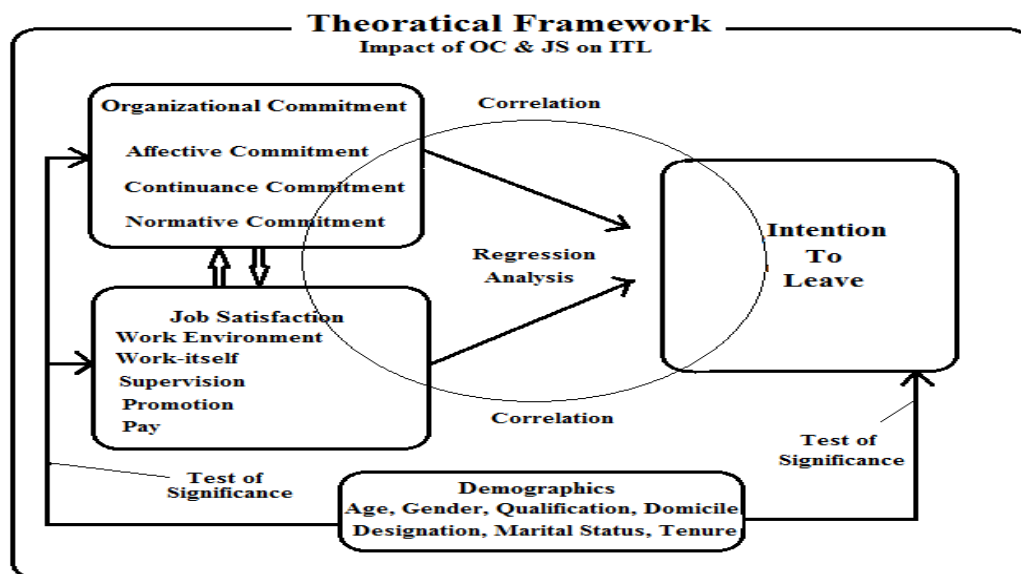 Theoratical Framework
Impact of OC & JS on ITL
Organizational Commitment
Affective Commitment
Continuance Commitment
Normative Commitment
Correlation
Regression
Analysis
Intention
To
Leave
Job Satisfaction
Work Environment
Work-itself
Supervision
Promotion
Pay
Correlation
Test of
Significance
Test of
Significance
Demographics
Age, Gender, Qualification, Domicile,
Designation, Marital Status, Tenure